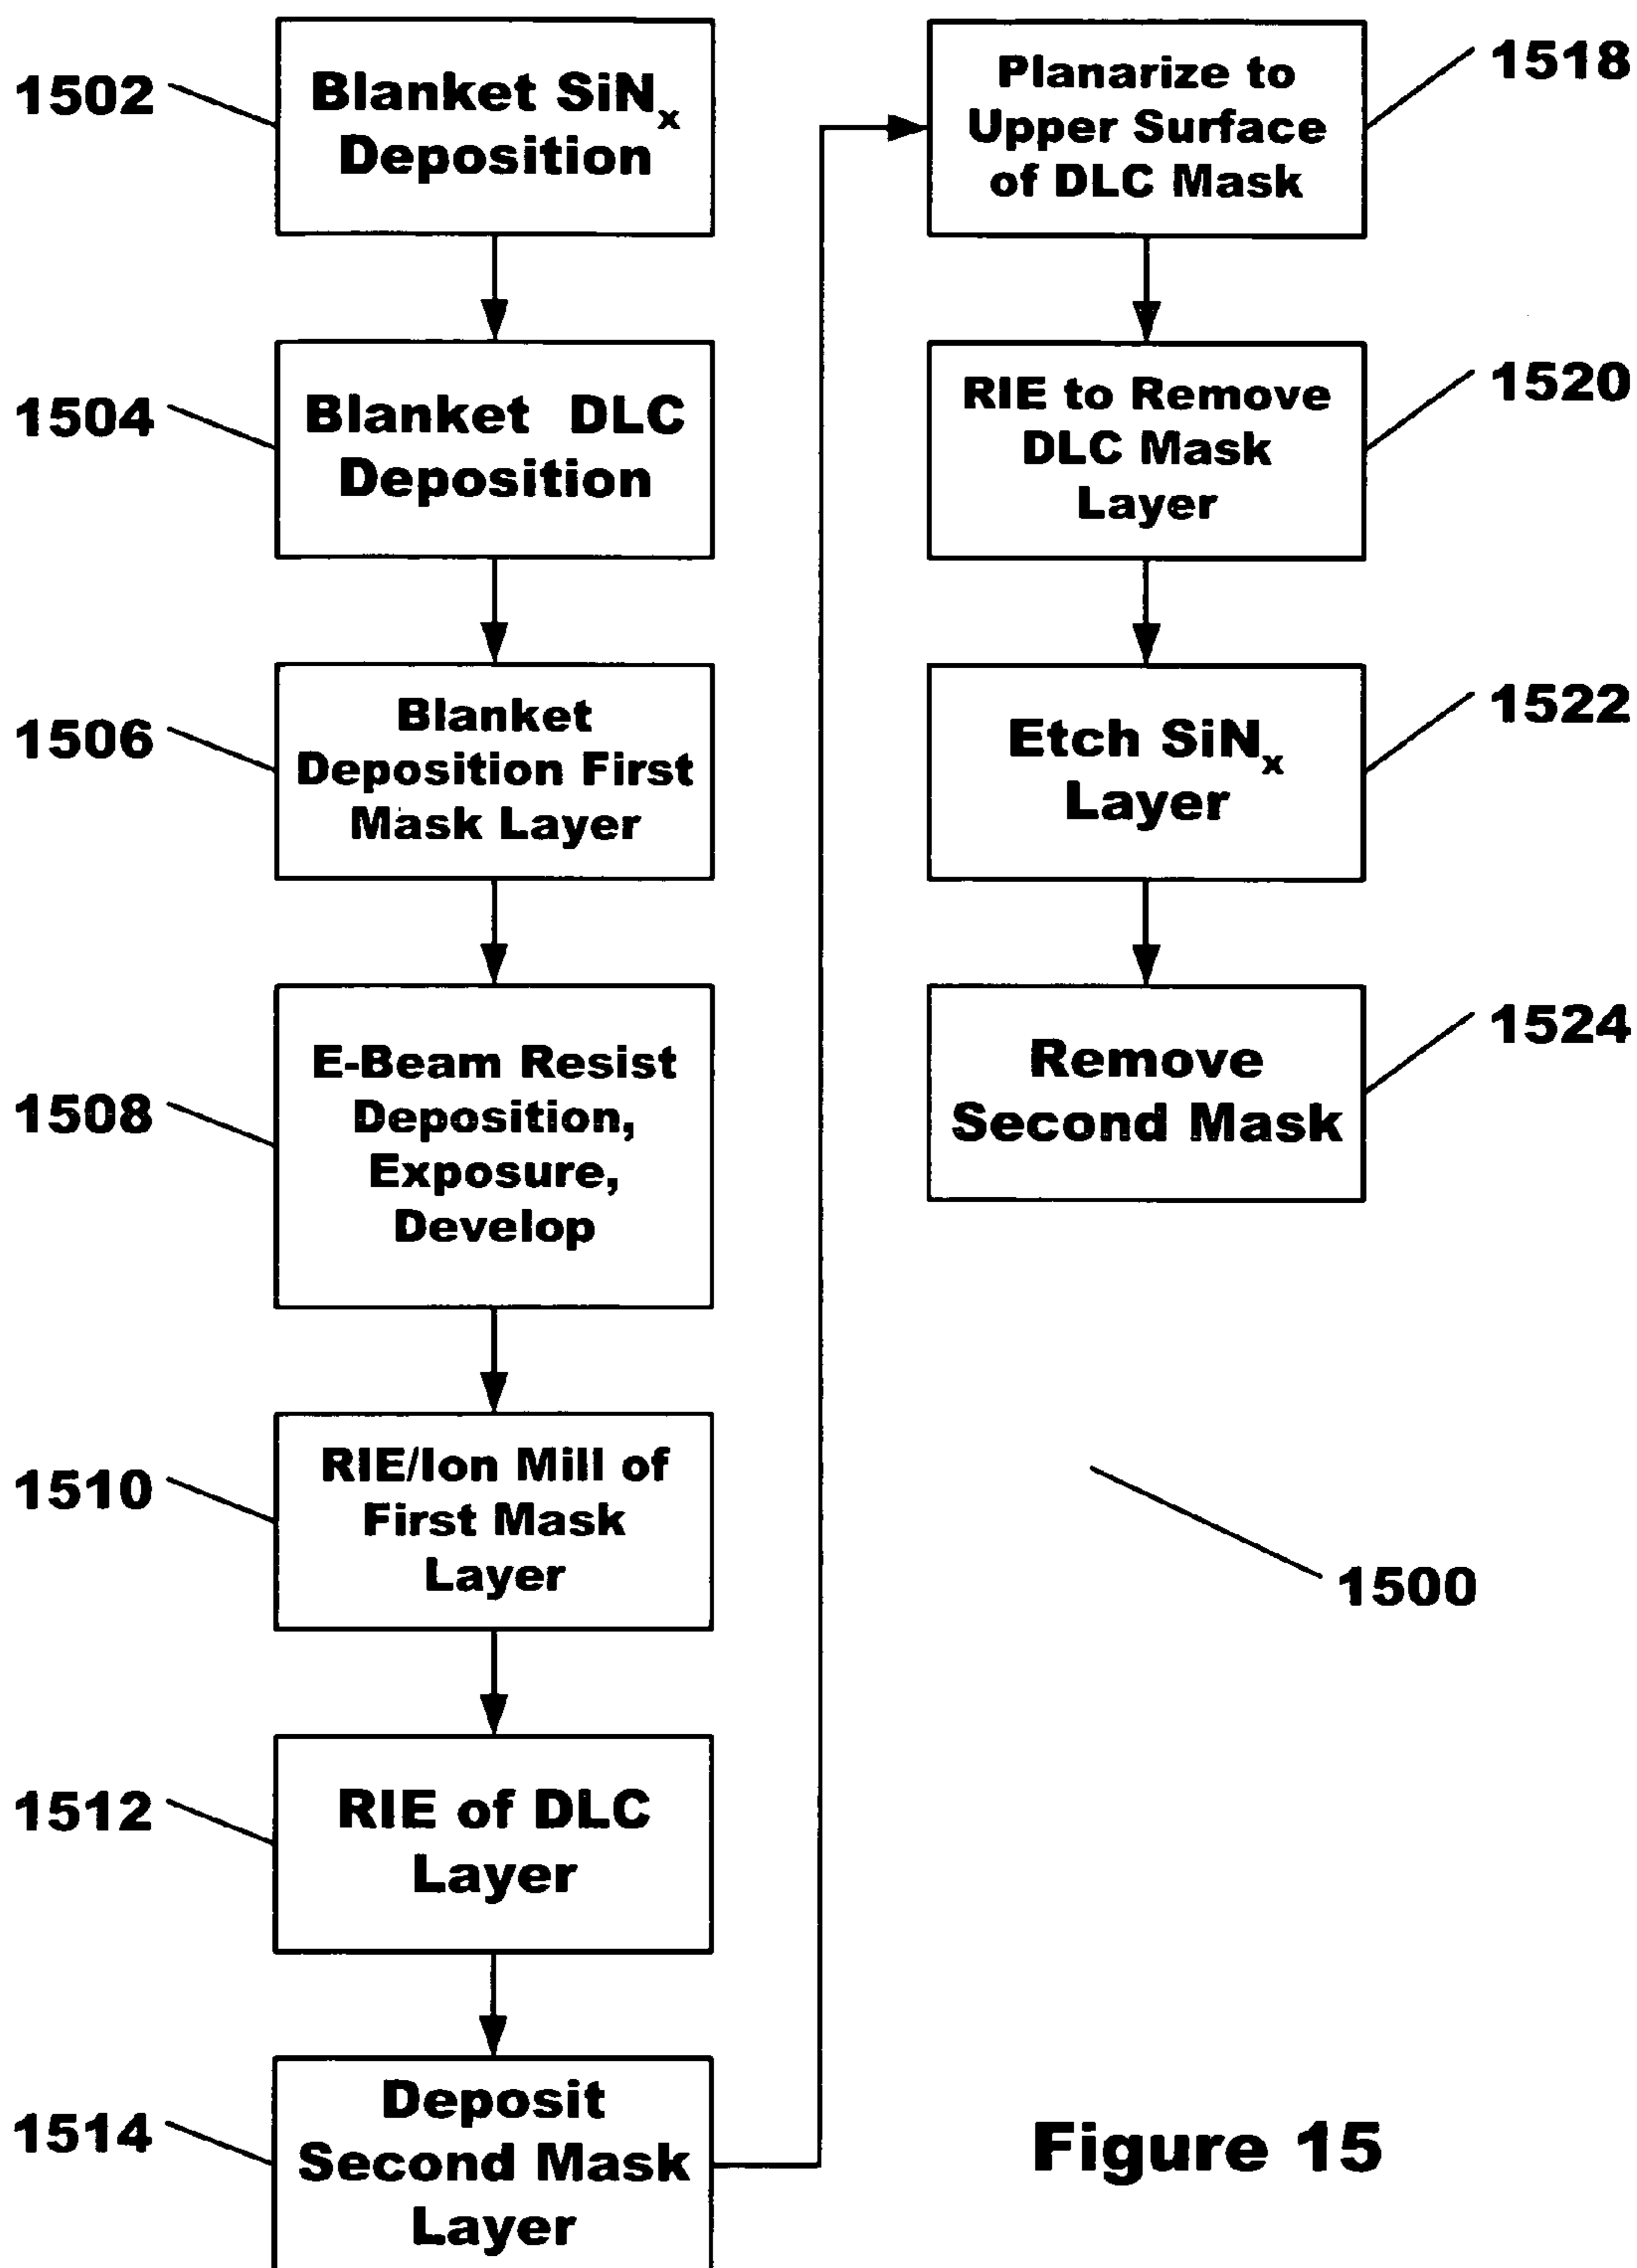 1502
Blanket SiNx
Deposition
1504
Blanket DLC
Deposition
1506
Blanket
Deposition First
Mask Layer
1508
E-Beam Resist
Deposition,
Exposure,
Develop
1510
RIE/Ion Mill of
First Mask
Layer
1512
RIE of DLC
Layer
1514
Deposit
Second Mask
Layer
Planarize to
Upper Surface
of DLC Mask
1518
RIE to Remove
DLC Mask
Layer
1520
Etch SiNx
Layer
1522
Remove
Second Mask
1524
1500
Figure 15